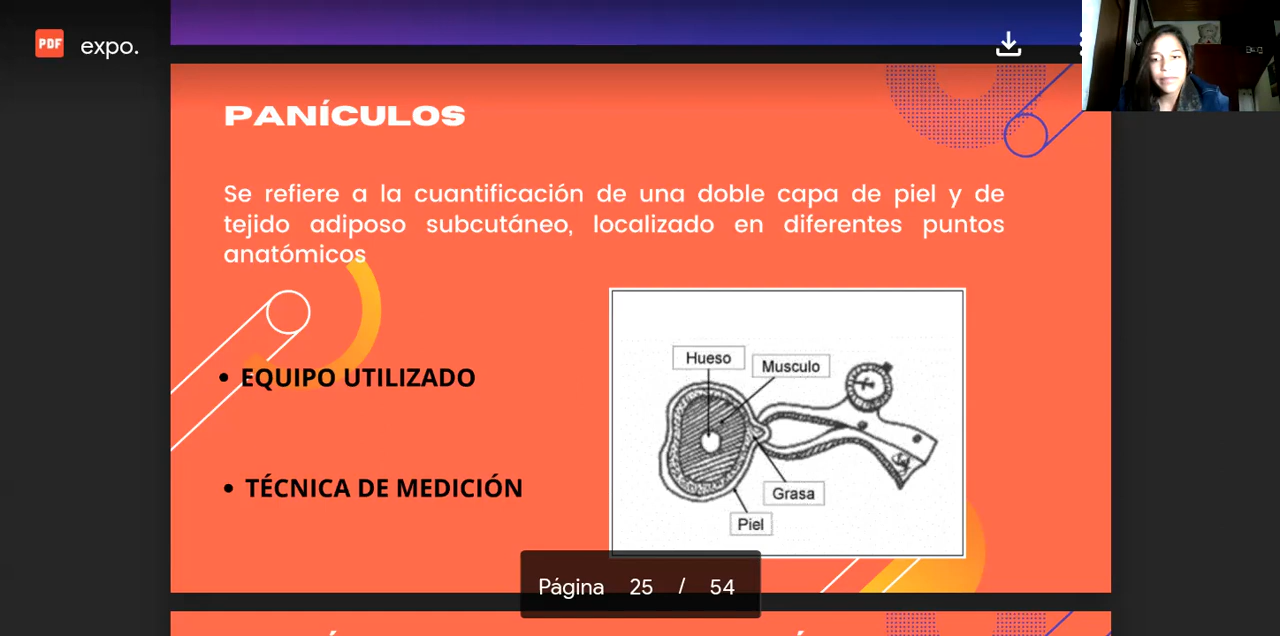 PDF expo.
PANÍCULOS
Se refiere a la cuantificación de una doble capa de piel y de
tejido adiposo subcutáneo, localizado en diferentes puntos
anatómicos
• EQUIPO UTILIZADO
• TÉCNICA DE MEDICIÓN
Hueso
Musculo
Grasa
Piel
Página 25 / 54